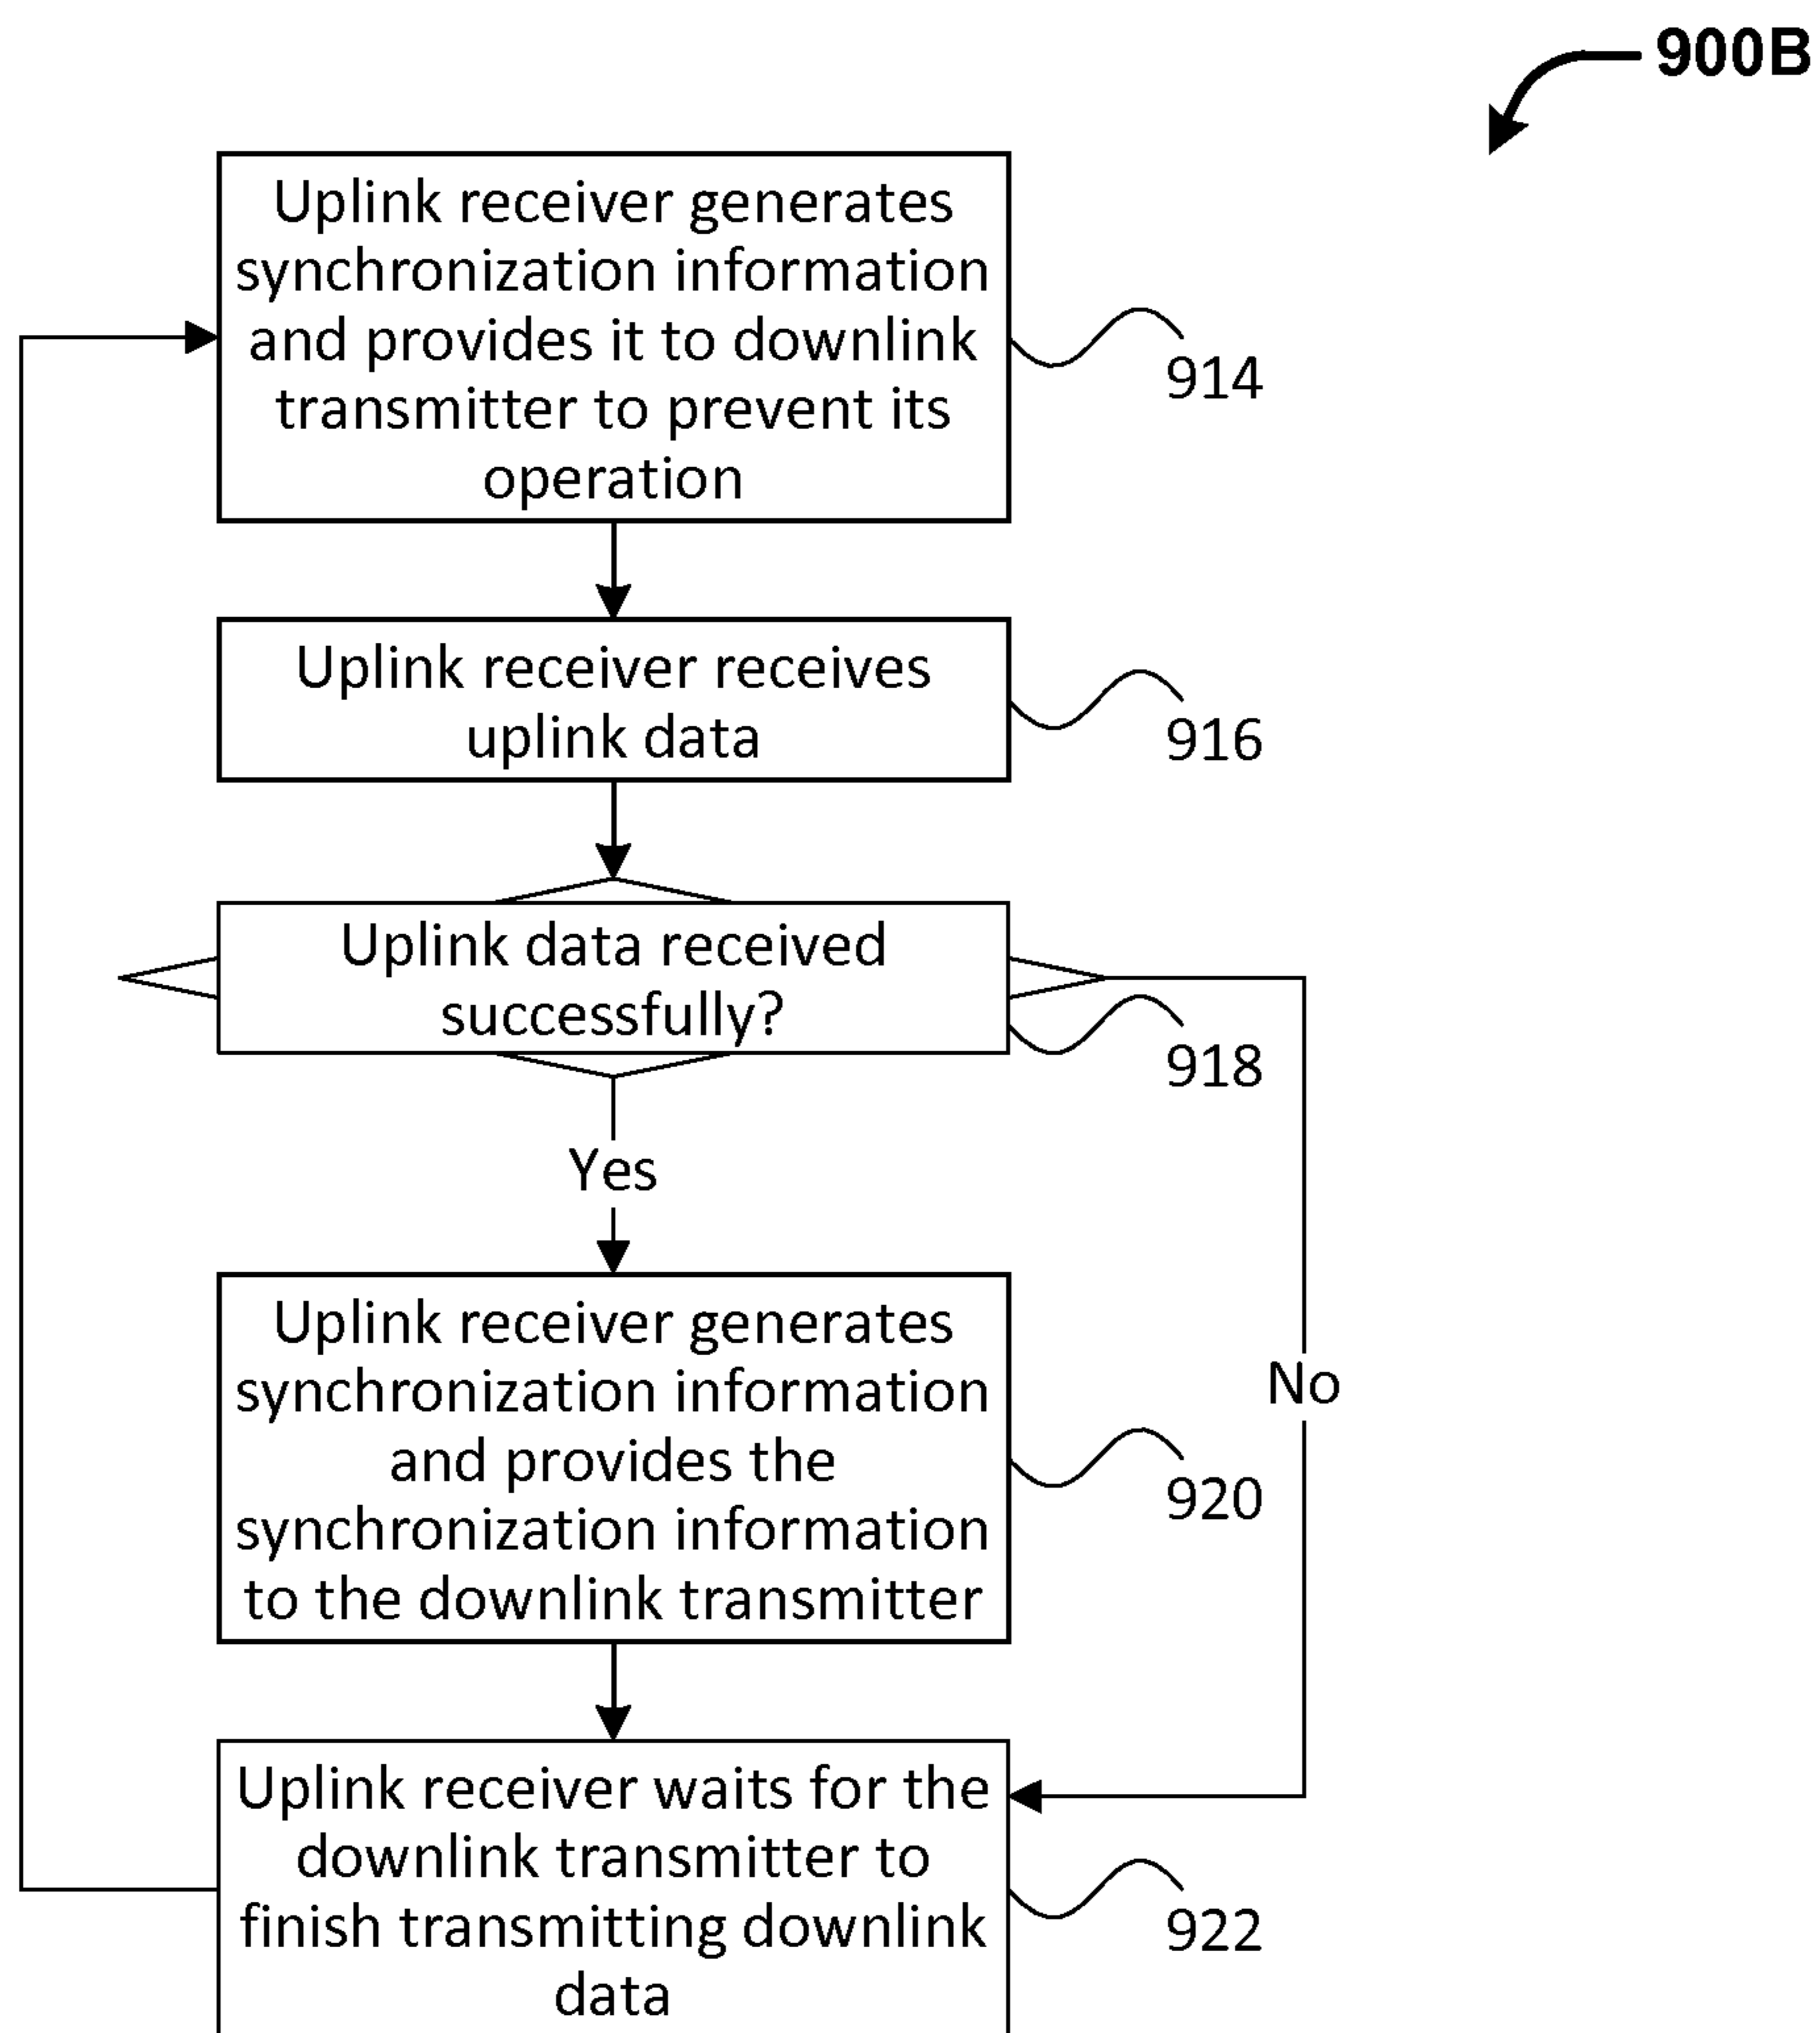 900B
Uplink receiver generates
synchronization information
and provides it to downlink
transmitter to prevent its
operation
914
Uplink receiver receives
uplink data
916
Uplink data received
successfully?
918
Yes
No
Uplink receiver generates
synchronization information
and provides the
synchronization information
to the downlink transmitter
920
Uplink receiver waits for the
downlink transmitter to
finish transmitting downlink
data
922